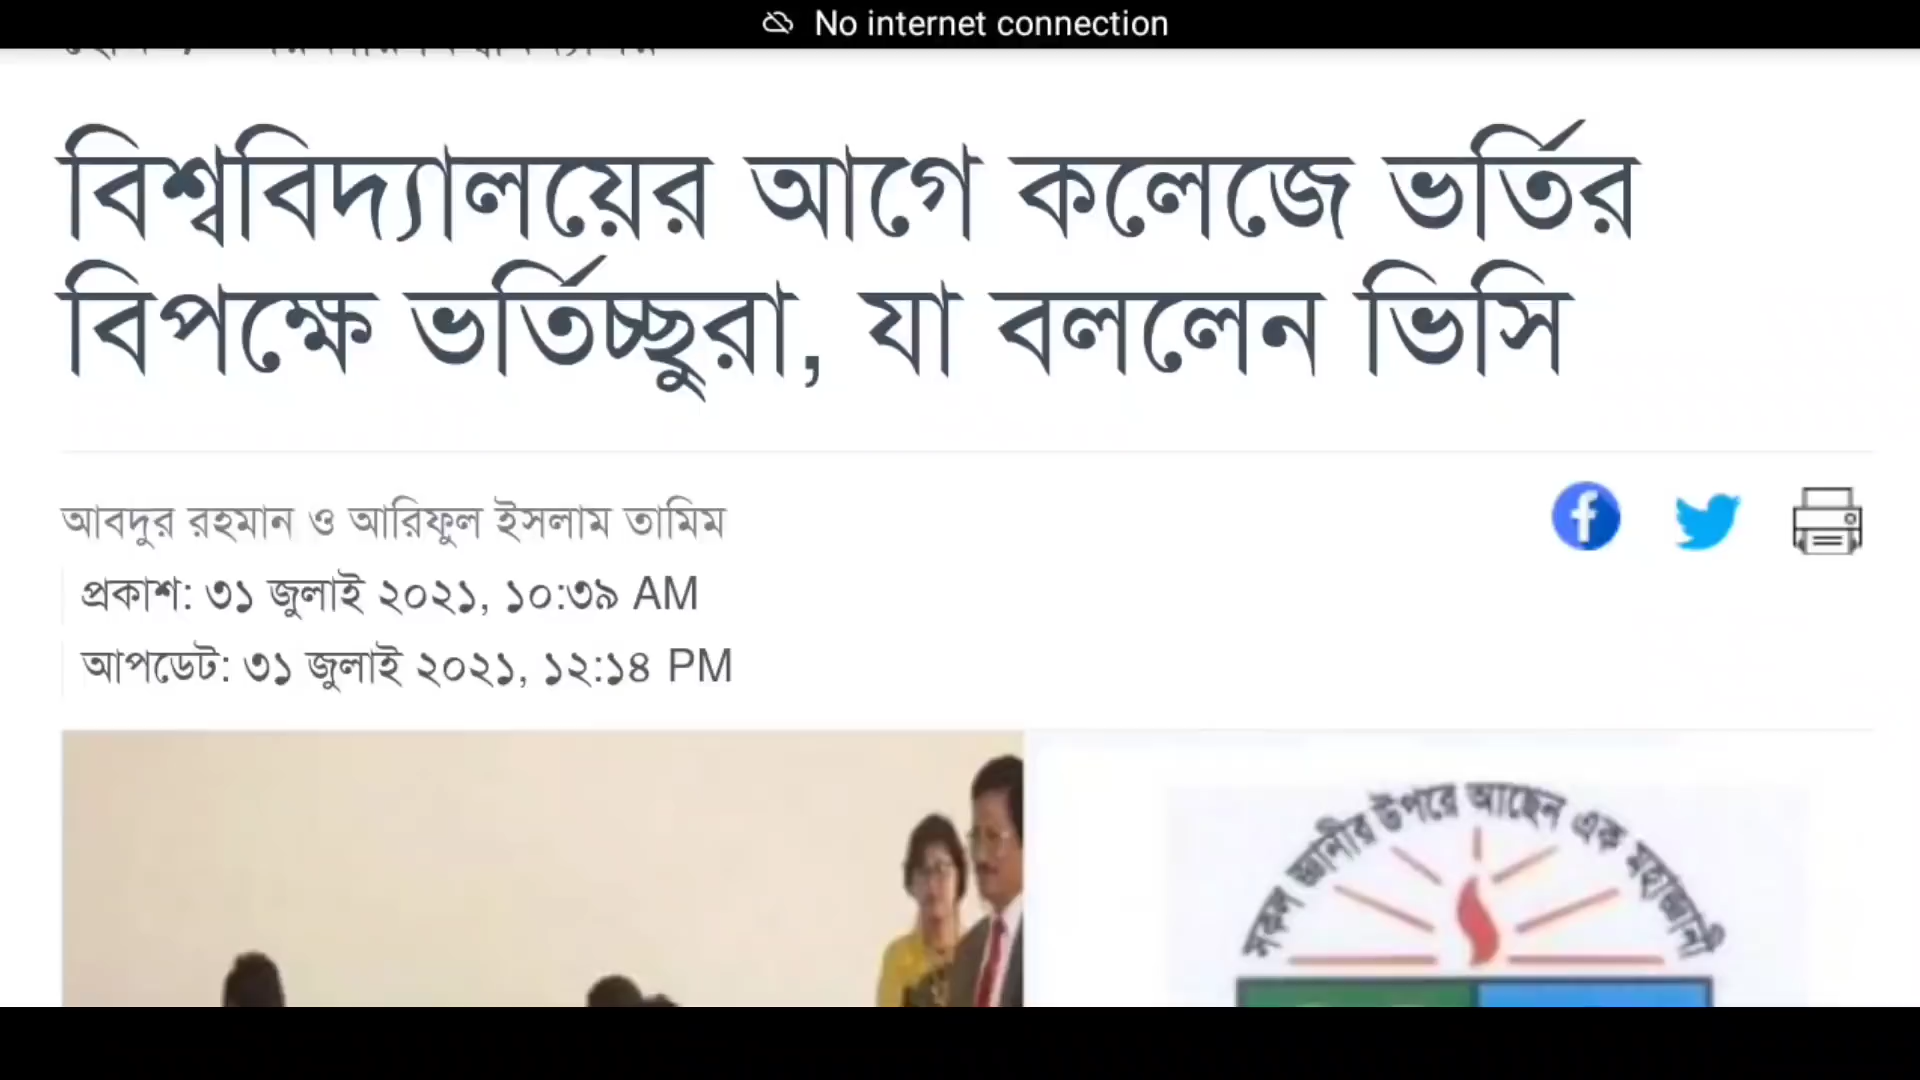 No internet connection
বিশ্ববিদ্যালয়ের আগে কলেজে ভর্তির
বিপক্ষে ভর্তিচ্ছুরা, যা বললেন ভিসি
আবদুর রহমান ও আরিফুল ইসলাম তামিম
প্রকাশ: ৩১ জুলাই ২০২১, ১০:৩৯ AM
আপডেট: ৩১ জুলাই ২০২১, ১২:১৪ PM
সকল জ্ঞানীর উপরে আছেন এক মহাজ্ঞানী